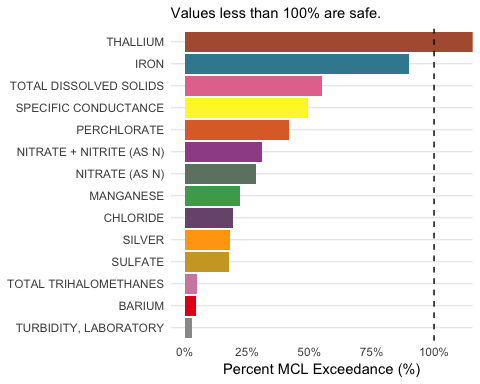 Values less than 100% are safe.
THALLIUM
IRON
TOTAL DISSOLVED SOLIDS
SPECIFIC CONDUCTANCE
PERCHLORATE
NITRATE + NITRITE (AS N)
NITRATE (AS N)
MANGANESE
CHLORIDE
SILVER
SULFATE
TOTAL TRIHALOMETHANES
BARIUM
TURBIDITY, LABORATORY
0% 25% 50% 75% 100%
Percent MCL Exceedance (%)